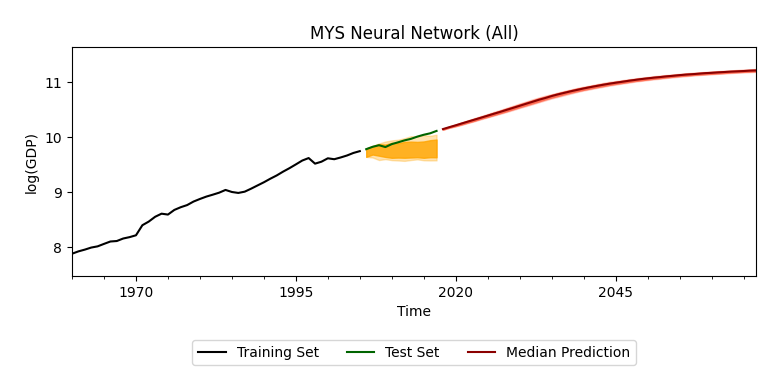 MYS Neural Network (All)
log(GDP)
11
10
9
8
1970 1995 2020 2045
Time
Training Set Test Set Median Prediction